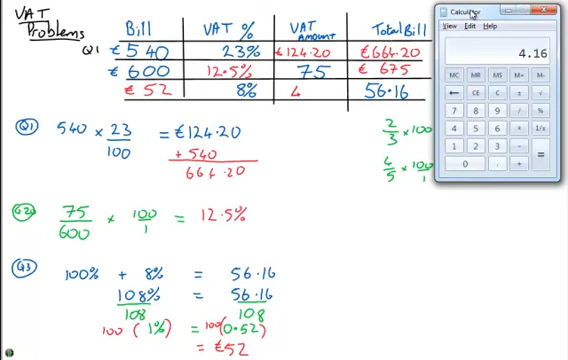 VAT
Problems
Bill VAT % VAT AMOUNT Total Bill
Q1 €540 23% €124.20 €664.20
€600 12.5% 75 €675
€52 8% 4 56.16
Calculator
View Edit Help
4.16
MC MR MS M+ M-
← CE C ± √
7 8 9 / %
4 5 6 * 1/x
1 2 3 - =
0 . +
Q1 540 × 23/100 = €124.20
+ 540
664.20
2/3 × 100
4/5 × 100/1
Q2 75/600 × 100/1 = 12.5%
Q3 100% + 8% = 56.16
108%/108 = 56.16/108
100 (1%) = 100(0.52)
= €52